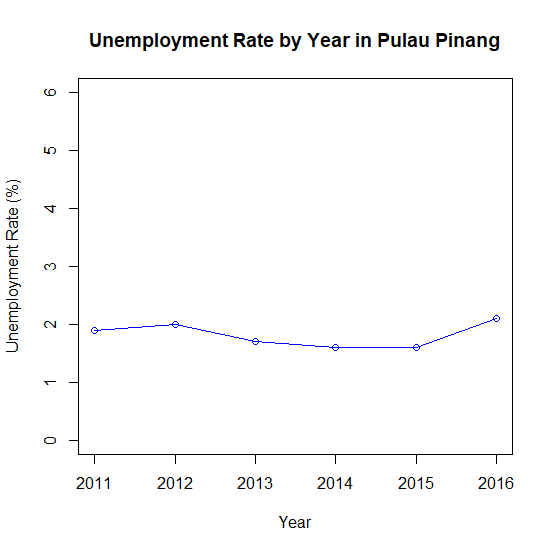 Unemployment Rate by Year in Pulau Pinang
Unemployment Rate (%)
6
5
4
3
2
1
0
2011 2012 2013 2014 2015 2016
Year